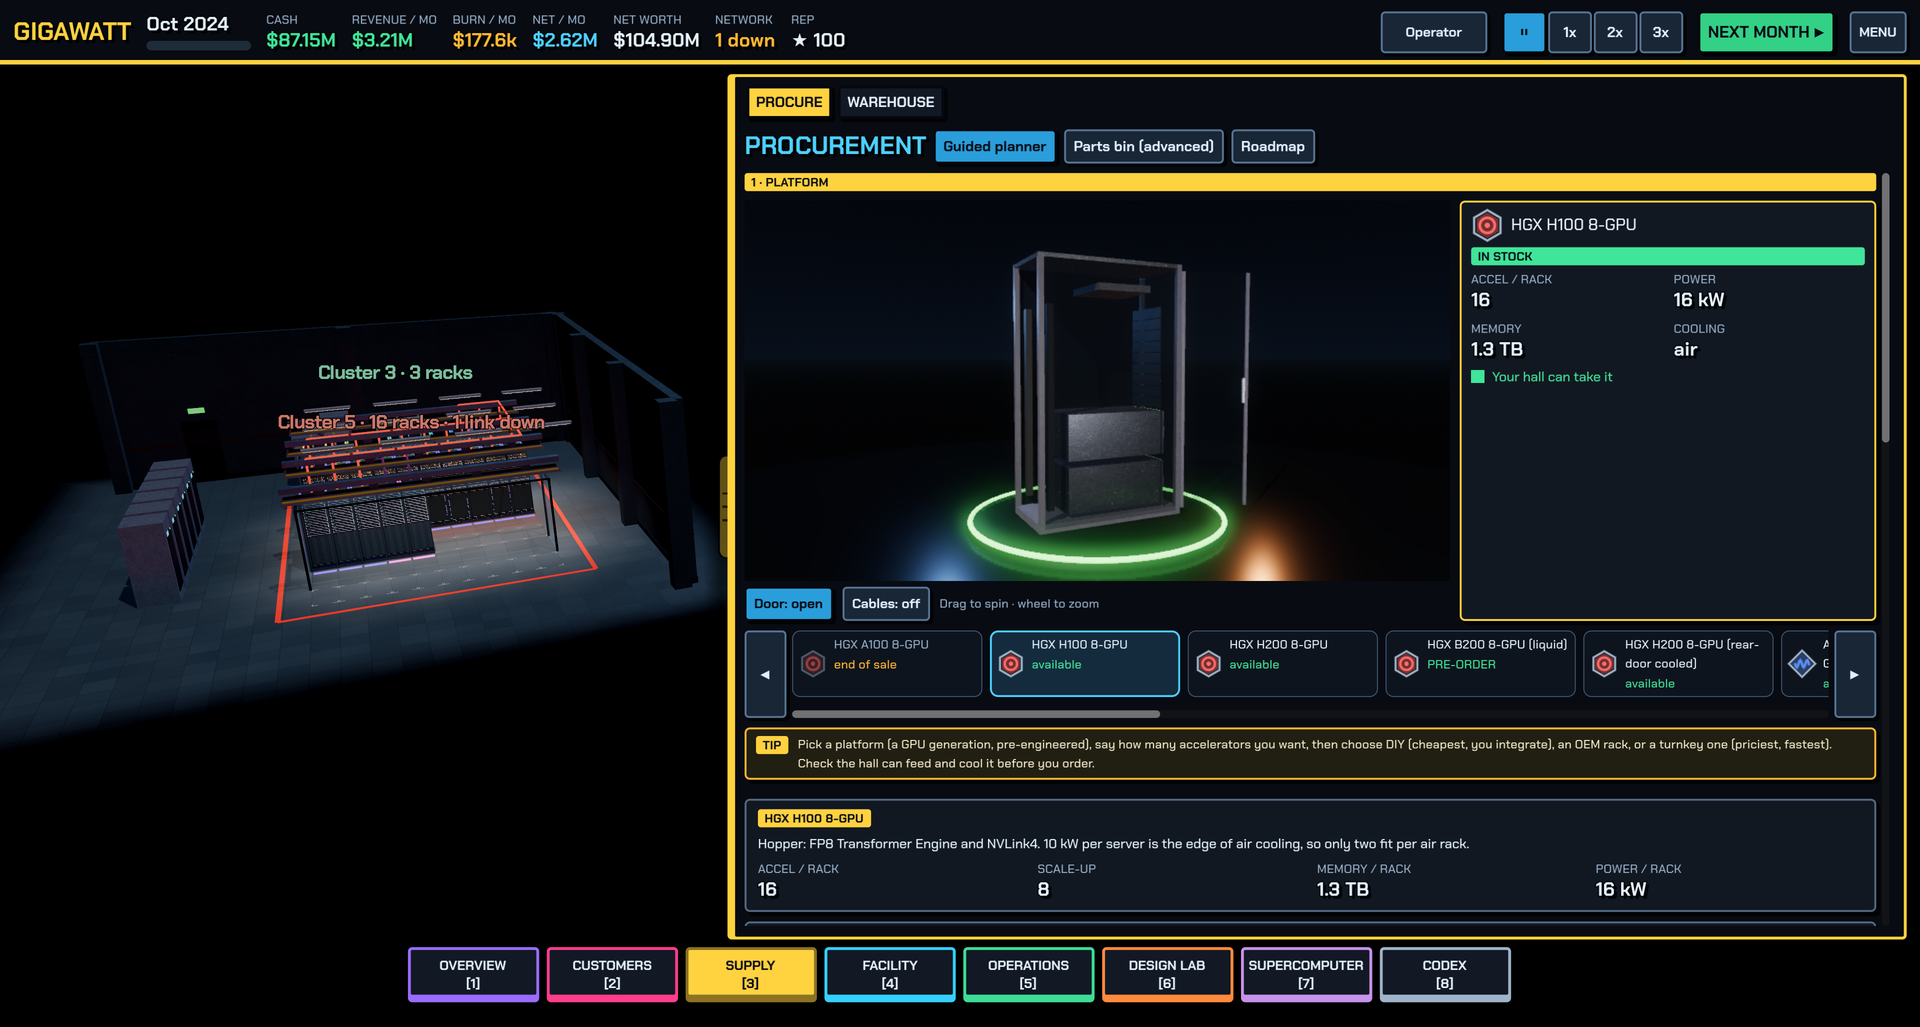 GIGAWATT
Oct 2024
CASH
$87.15M
REVENUE / MO
$3.21M
BURN / MO
$177.6k
NET / MO
$2.62M
NET WORTH
$104.90M
NETWORK
1 down
REP
★ 100
Operator
1x
2x
3x
NEXT MONTH ▸
MENU
Cluster 3 · 3 racks
Cluster 5 · 16 racks · 1 link down
PROCURE
WAREHOUSE
PROCUREMENT
Guided planner
Parts bin (advanced)
Roadmap
1 · PLATFORM
HGX H100 8-GPU
IN STOCK
ACCEL / RACK
16
POWER
16 kW
MEMORY
1.3 TB
COOLING
air
Your hall can take it
Door: open
Cables: off
Drag to spin · wheel to zoom
HGX A100 8-GPU
end of sale
HGX H100 8-GPU
available
HGX H200 8-GPU
available
HGX B200 8-GPU (liquid)
PRE-ORDER
HGX H200 8-GPU (rear-
door cooled)
available
TIP
Pick a platform (a GPU generation, pre-engineered), say how many accelerators you want, then choose DIY (cheapest, you integrate), an OEM rack, or a turnkey one (priciest, fastest).
Check the hall can feed and cool it before you order.
HGX H100 8-GPU
Hopper: FP8 Transformer Engine and NVLink4. 10 kW per server is the edge of air cooling, so only two fit per air rack.
ACCEL / RACK
16
SCALE-UP
8
MEMORY / RACK
1.3 TB
POWER / RACK
16 kW
OVERVIEW
[1]
CUSTOMERS
[2]
SUPPLY
[3]
FACILITY
[4]
OPERATIONS
[5]
DESIGN LAB
[6]
SUPERCOMPUTER
[7]
CODEX
[8]